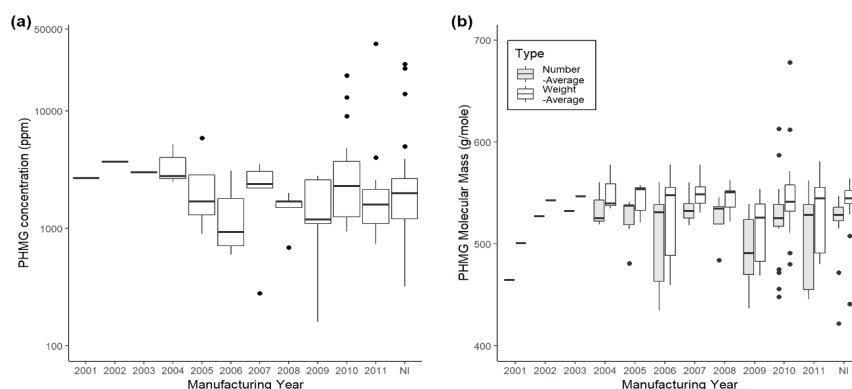 (a)
50000
10000
1000
100
PHMG concentration (ppm)
2001 2002 2003 2004 2005 2006 2007 2008 2009 2010 2011 NI
Manufacturing Year
(b)
700
600
500
400
PHMG Molecular Mass (g/mole)
Type
Number
-Average
Weight
-Average
2001 2002 2003 2004 2005 2006 2007 2008 2009 2010 2011 NI
Manufacturing Year